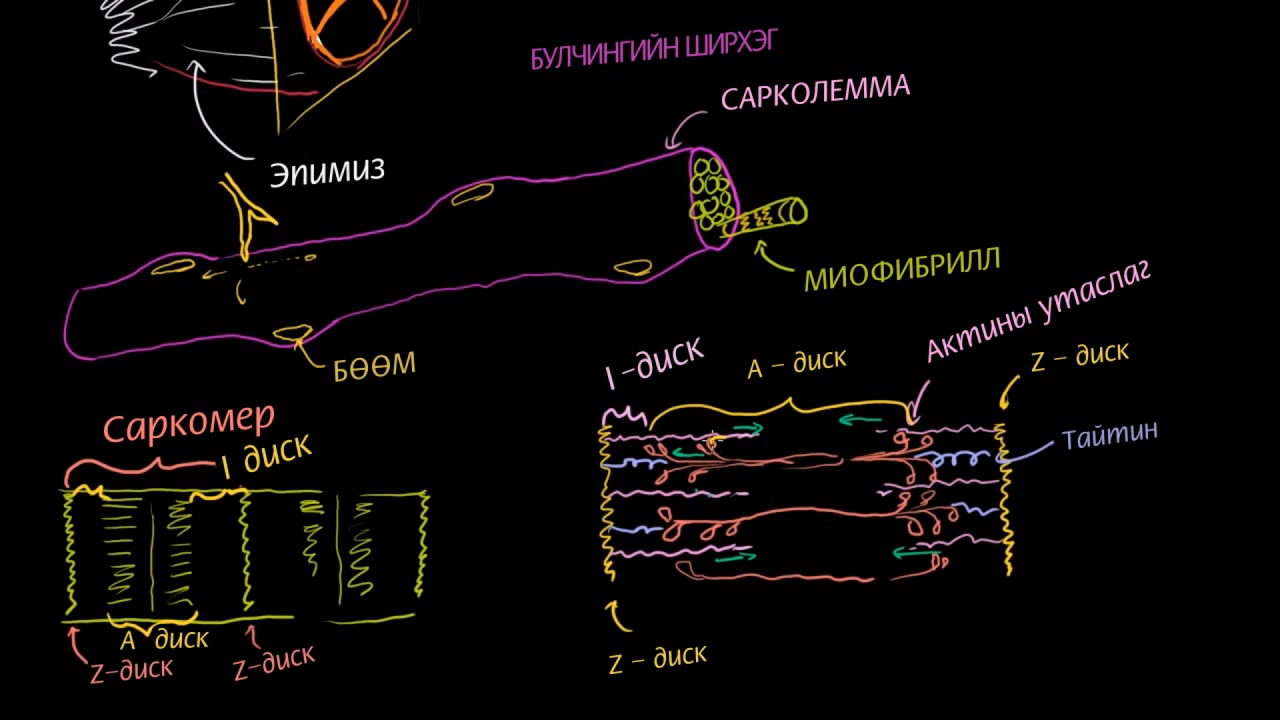 БУЛЧИНГИЙН ШИРХЭГ
САРКОЛЕММА
Эпимиз
МИОФИБРИЛЛ
БӨӨМ
Саркомер
I диск
A диск
Z-диск
Z-диск
I -диск
A - диск
Актины утаслаг
Z - диск
Тайтин
Z - диск